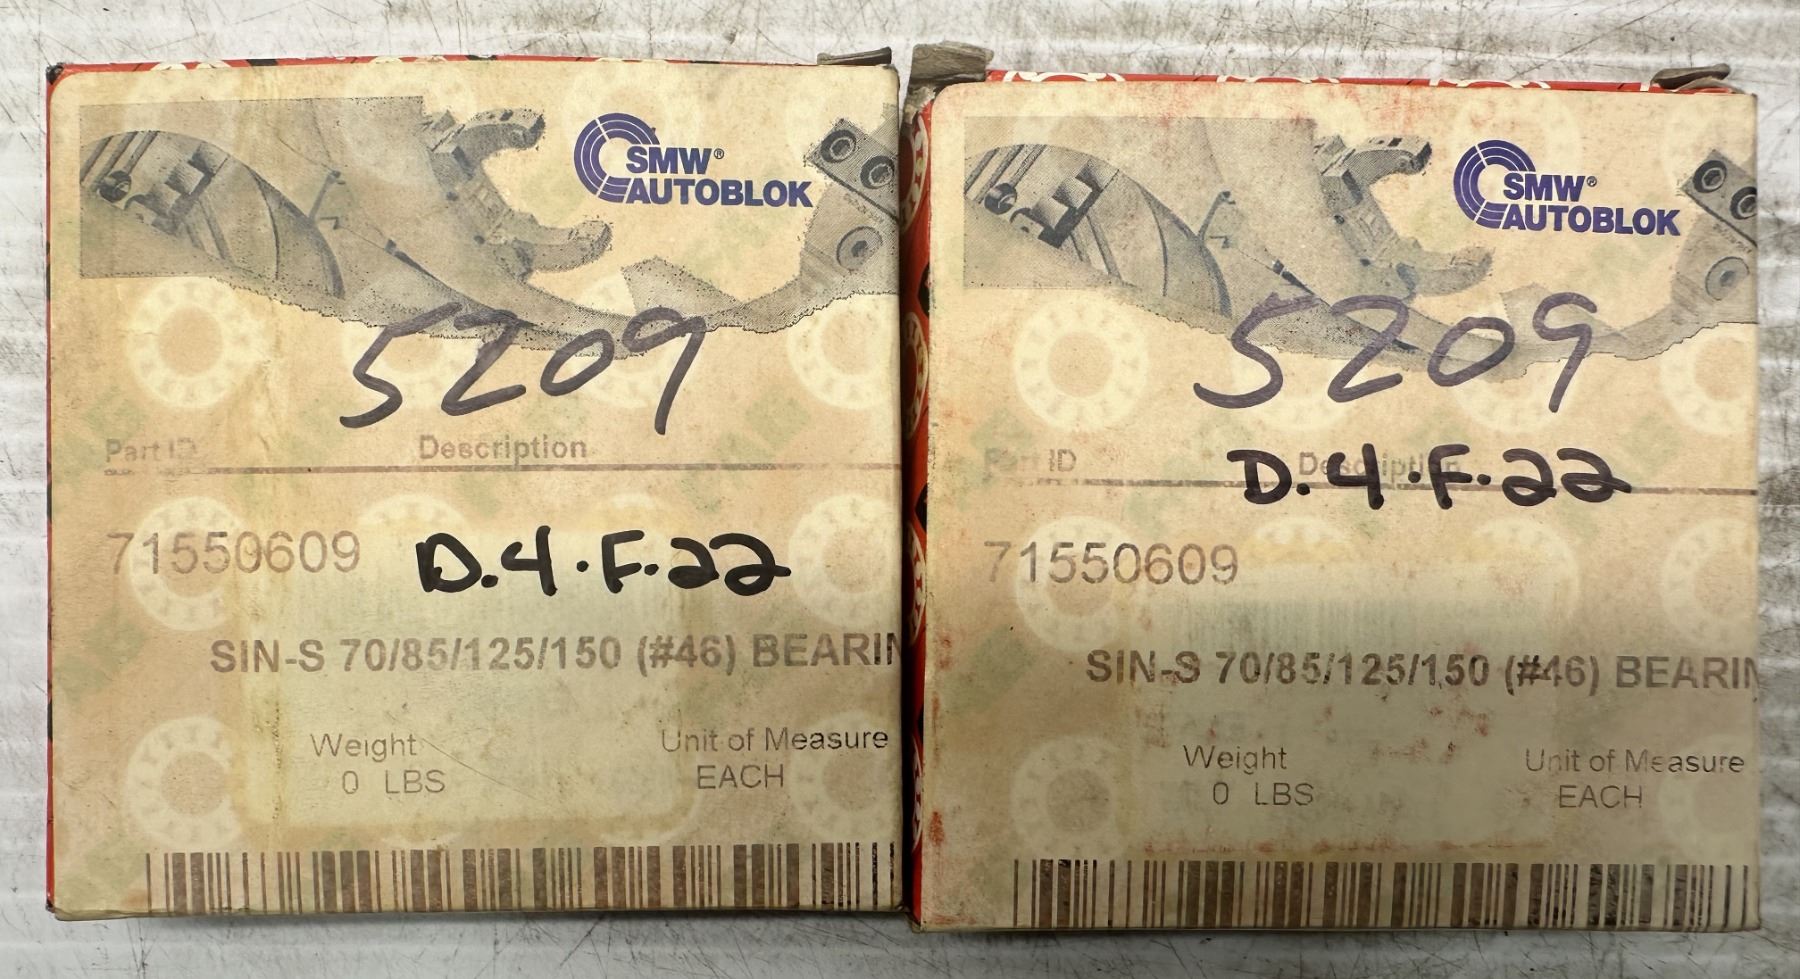 SMW®
AUTOBLOK
5209
Part ID Description
71550609 D.4.F.22
SIN-S 70/85/125/150 (#46) BEARIN
Weight Unit of Measure
0 LBS EACH
SMW®
AUTOBLOK
5209
Part ID Description
D.4.F.22
71550609
SIN-S 70/85/125/150 (#46) BEARIN
Weight Unit of Measure
0 LBS EACH